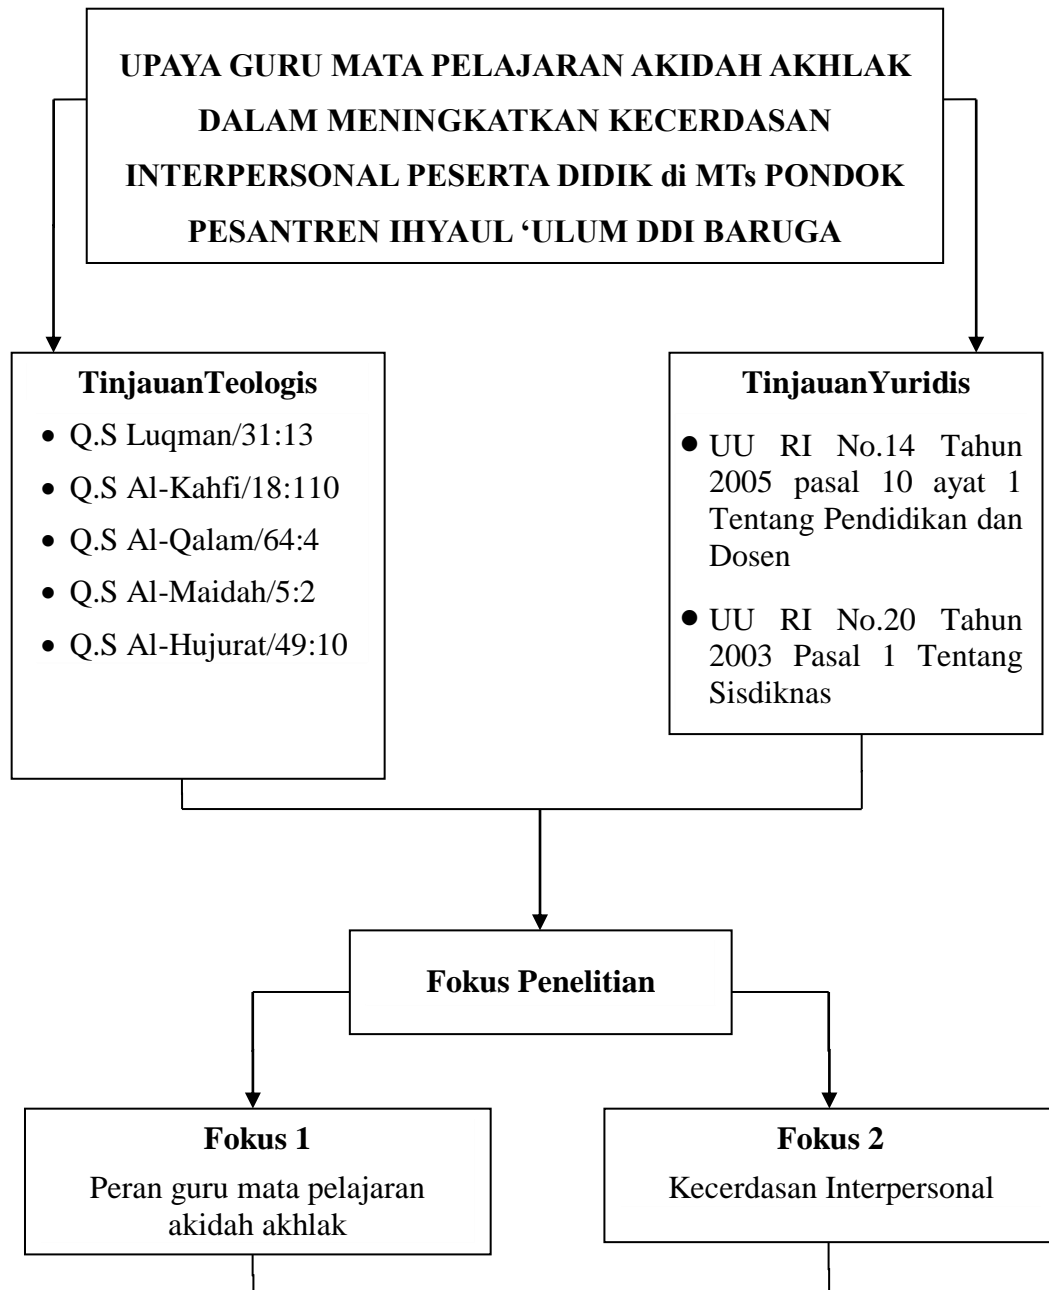 UPAYA GURU MATA PELAJARAN AKIDAH AKHLAK
DALAM MENINGKATKAN KECERDASAN
INTERPERSONAL PESERTA DIDIK di MTs PONDOK
PESANTREN IHYAUL ‘ULUM DDI BARUGA
TinjauanTeologis
• Q.S Luqman/31:13
• Q.S Al-Kahfi/18:110
• Q.S Al-Qalam/64:4
• Q.S Al-Maidah/5:2
• Q.S Al-Hujurat/49:10
TinjauanYuridis
• UU RI No.14 Tahun
2005 pasal 10 ayat 1
Tentang Pendidikan dan
Dosen
• UU RI No.20 Tahun
2003 Pasal 1 Tentang
Sisdiknas
Fokus Penelitian
Fokus 1
Peran guru mata pelajaran
akidah akhlak
Fokus 2
Kecerdasan Interpersonal